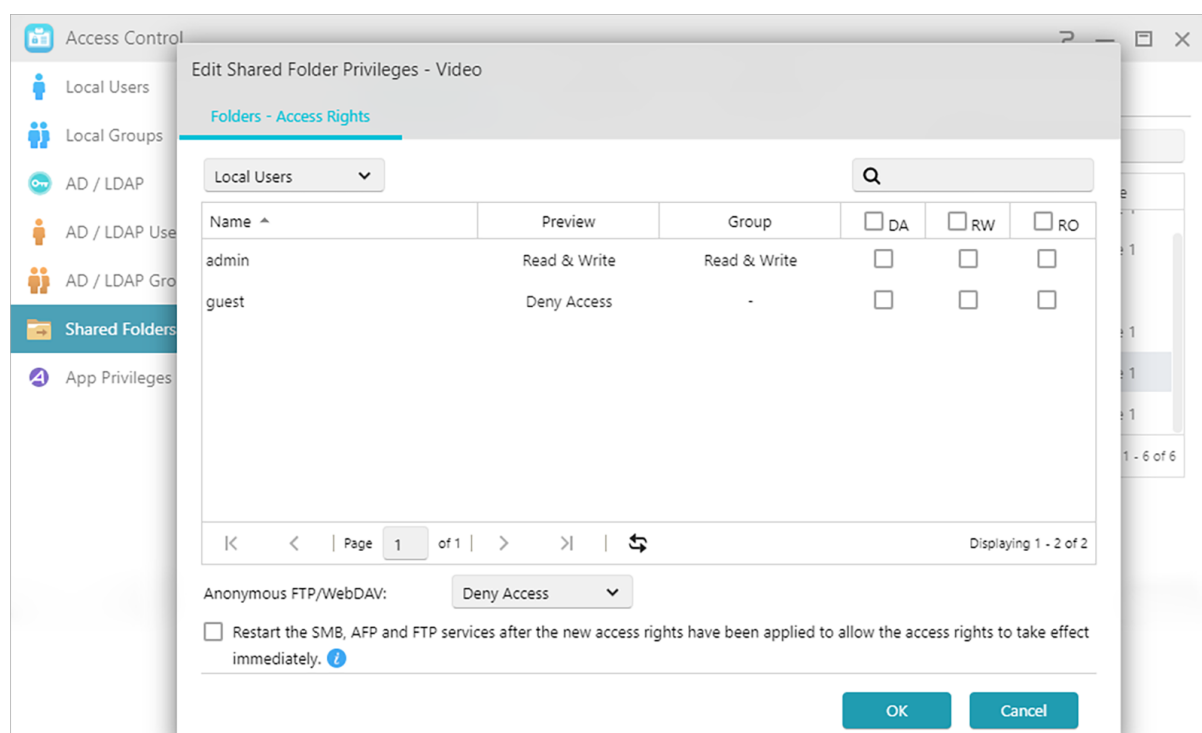 Access Control
Edit Shared Folder Privileges - Video
Local Users
Folders - Access Rights
Local Groups
Local Users
AD / LDAP
Name Preview Group DA RW RO
AD / LDAP Use
admin Read & Write Read & Write
AD / LDAP Gro
guest Deny Access -
Shared Folders
App Privileges
e
e 1
e 1
e 1
e 1
1 - 6 of 6
Page 1 of 1 Displaying 1 - 2 of 2
Anonymous FTP/WebDAV: Deny Access
Restart the SMB, AFP and FTP services after the new access rights have been applied to allow the access rights to take effect
immediately. i
OK Cancel